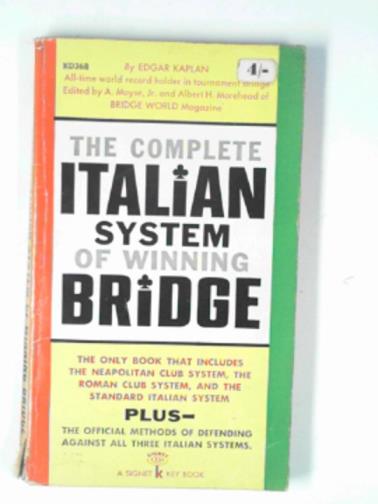 KD368
By EDGAR KAPLAN
4/-
All-time world record holder in tournament bridge
Edited by A. Moyse, Jr. and Albert H. Morehead of
BRIDGE WORLD Magazine
THE COMPLETE
ITALIAN
SYSTEM
OF WINNING
BRIDGE
THE ONLY BOOK THAT INCLUDES
THE NEAPOLITAN CLUB SYSTEM, THE
ROMAN CLUB SYSTEM, AND THE
STANDARD ITALIAN SYSTEM
PLUS—
THE OFFICIAL METHODS OF DEFENDING
AGAINST ALL THREE ITALIAN SYSTEMS.
SIGNET
A SIGNET k KEY BOOK